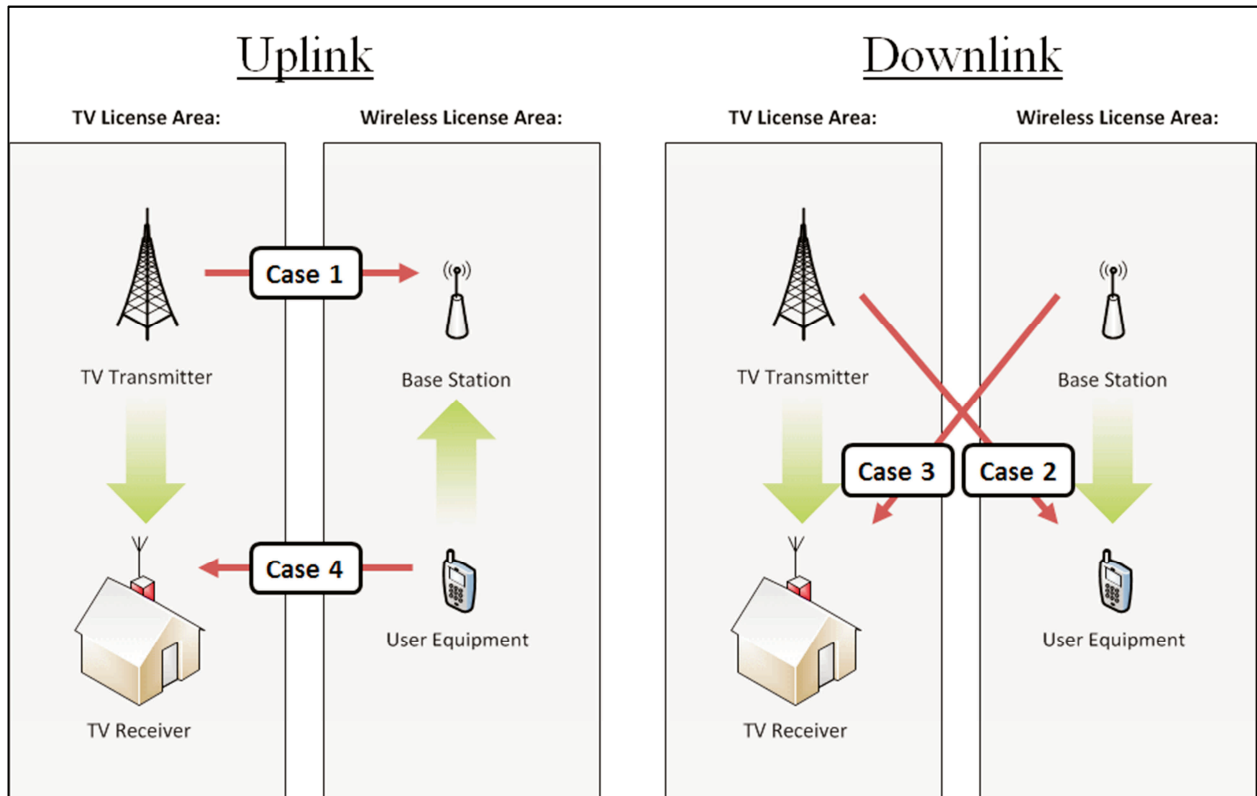 Uplink
TV License Area:
Wireless License Area:
TV Transmitter
Case 1
Base Station
Case 4
User Equipment
TV Receiver
Downlink
TV License Area:
Wireless License Area:
TV Transmitter
Base Station
Case 3
Case 2
User Equipment
TV Receiver